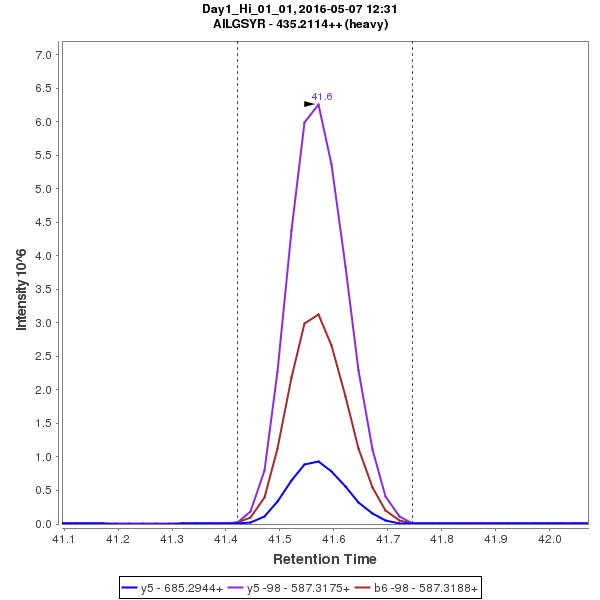 Day1_Hi_01_01, 2016-05-07 12:31
AILGSYR - 435.2114++ (heavy)
7.0
6.5
6.0
5.5
5.0
4.5
4.0
3.5
3.0
2.5
2.0
1.5
1.0
0.5
0.0
Intensity 10^6
41.6
41.1 41.2 41.3 41.4 41.5 41.6 41.7 41.8 41.9 42.0
Retention Time
y5 - 685.2944+ y5 -98 - 587.3175+ b6 -98 - 587.3188+